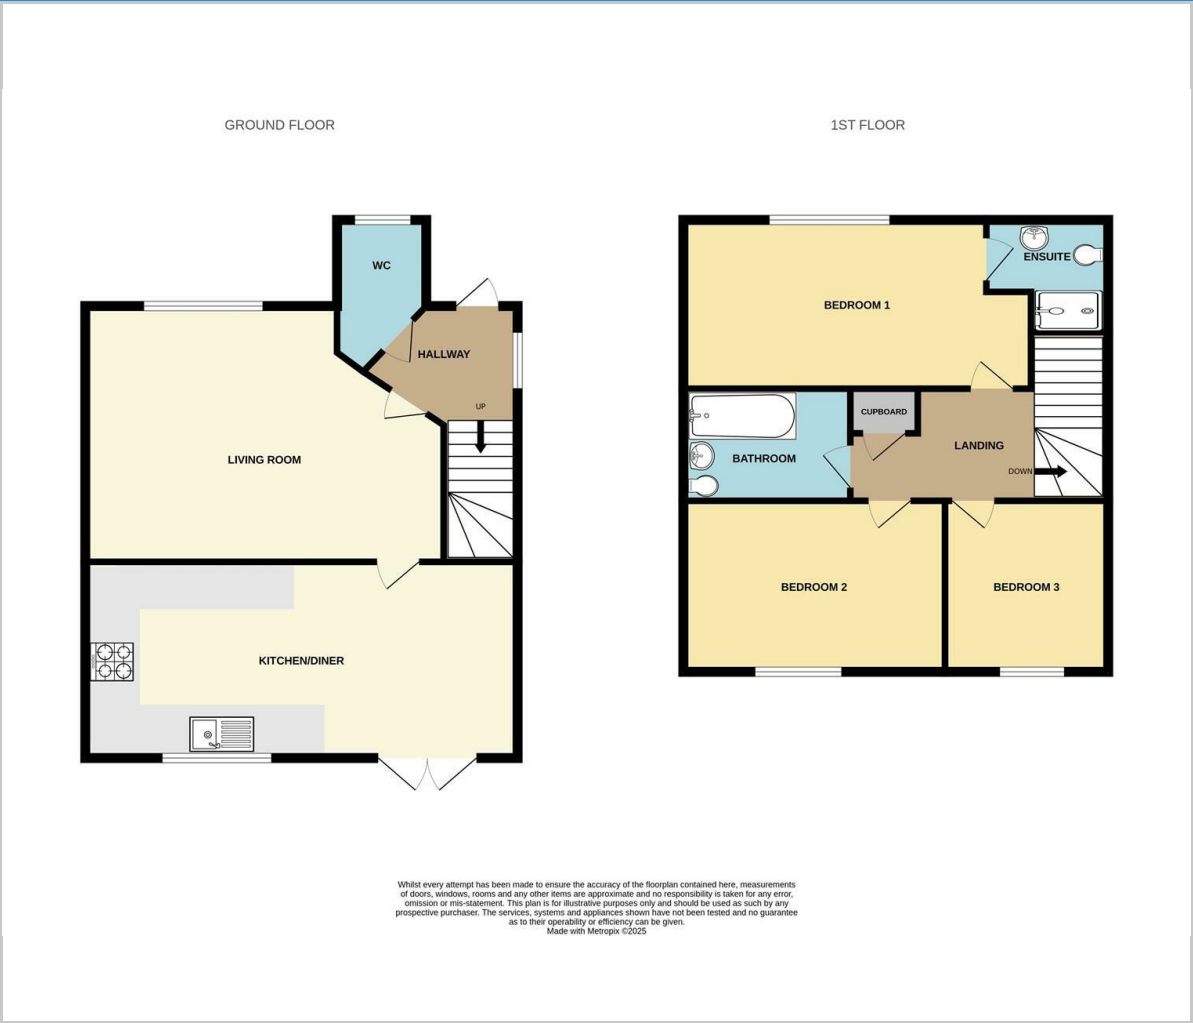 GROUND FLOOR
1ST FLOOR
WC
HALLWAY
UP
LIVING ROOM
KITCHEN/DINER
BEDROOM 1
ENSUITE
CUPBOARD
BATHROOM
LANDING
DOWN
BEDROOM 2
BEDROOM 3
Whilst every attempt has been made to ensure the accuracy of the floorplan contained here, measurements
of doors, windows, rooms and any other items are approximate and no responsibility is taken for any error,
omission or mis-statement. This plan is for illustrative purposes only and should be used as such by any
prospective purchaser. The services, systems and appliances shown have not been tested and no guarantee
as to their operability or efficiency can be given.
Made with Metropix ©2025